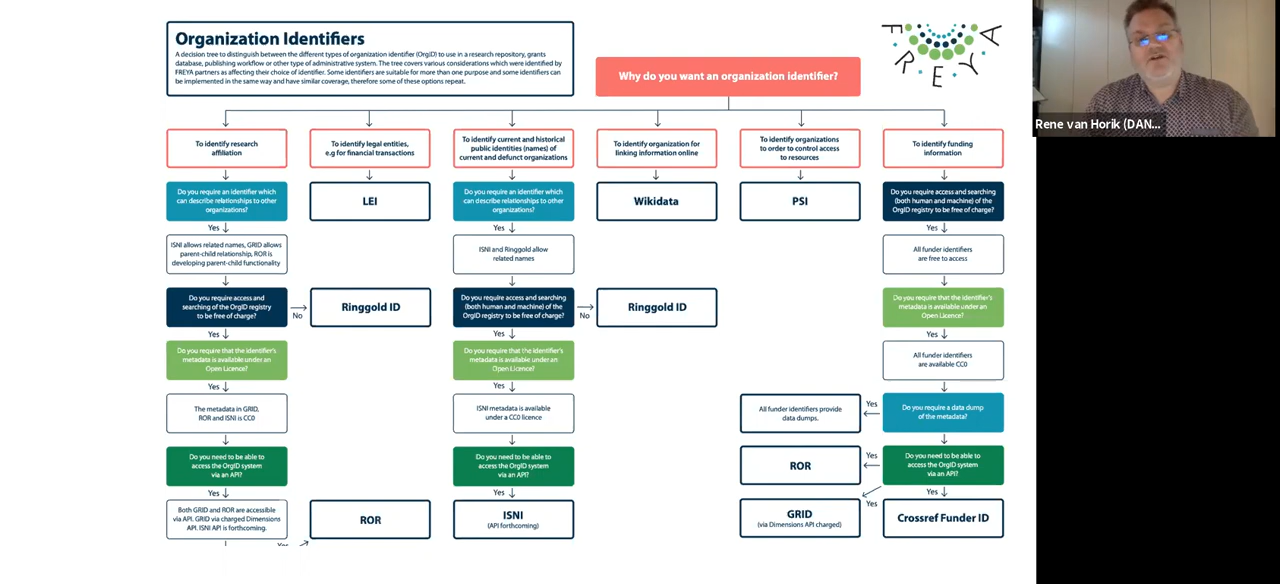 Organization Identifiers
A decision tree to distinguish between the different types of organization identifier (OrgID) to use in a research repository, grants
database, publishing workflow or other type of administrative system. The tree covers various considerations which were identified by
FREYA partners as affecting their choice of identifier. Some identifiers are suitable for more than one purpose and some identifiers can
be implemented in the same way and have similar coverage, therefore some of these options repeat.
Why do you want an organization identifier?
FREYA
Rene van Horik (DAN...
To identify research
affiliation
To identify legal entities,
e.g for financial transactions
To identify current and historical
public identities (names) of
current and defunct organizations
To identify organization for
linking information online
To identify organizations
to order to control access
to resources
To identify funding
information
Do you require an identifier which
can describe relationships to other
organizations?
LEI
Do you require an identifier which
can describe relationships to other
organizations?
Wikidata
PSI
Do you require access and searching
(both human and machine) of the
OrgID registry to be free of charge?
Yes
Yes
Yes
ISNI allows related names, GRID allows
parent-child relationship, ROR is
developing parent-child functionality
ISNI and Ringgold allow
related names
All funder identifiers
are free to access
Do you require access and
searching of the OrgID registry
to be free of charge?
No
Ringgold ID
Do you require access and searching
(both human and machine) of the
OrgID registry to be free of charge?
No
Ringgold ID
Do you require that the identifier's
metadata is available under an
Open Licence?
Yes
Yes
Yes
Do you require that the identifier's
metadata is available under an
Open Licence?
Do you require that the identifier's
metadata is available under an
Open Licence?
All funder identifiers
are available CC0
Yes
Yes
The metadata in GRID,
ROR and ISNI is CC0
ISNI metadata is available
under a CC0 licence
All funder identifiers provide
data dumps.
Yes
Do you require a data dump
of the metadata?
Do you need to be able to
access the OrgID system
via an API?
Do you need to be able to
access the OrgID system
via an API?
ROR
Yes
Do you need to be able to
access the OrgID system
via an API?
Yes
Yes
Yes
Yes
Both GRID and ROR are accessible
via API. GRID via charged Dimensions
API. ISNI API is forthcoming.
ROR
ISNI
(API forthcoming)
GRID
(via Dimensions API charged)
Crossref Funder ID
Yes